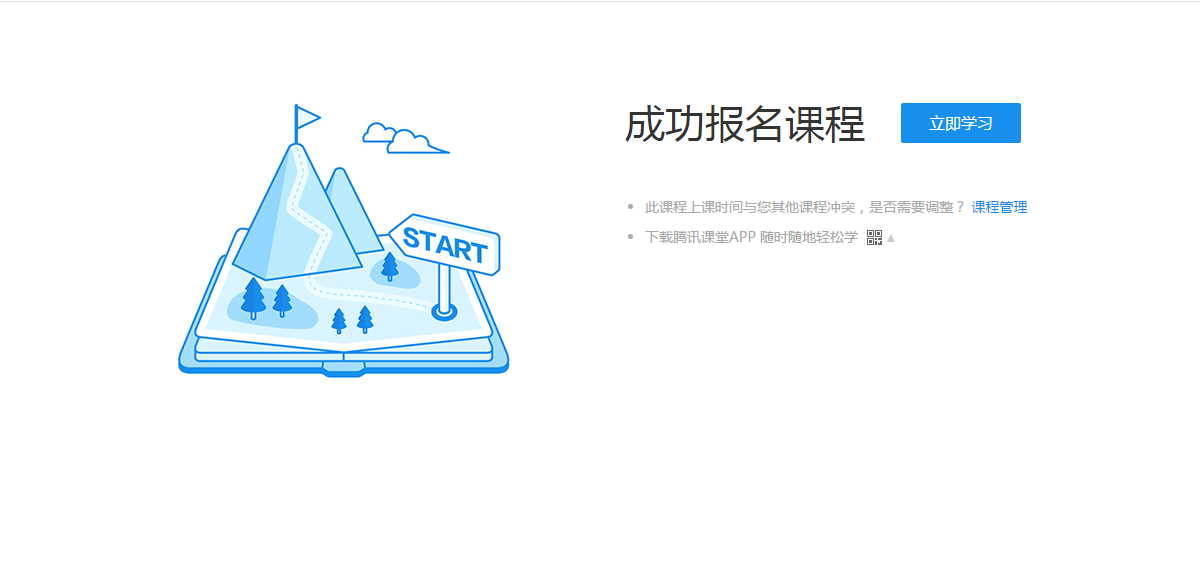 成功报名课程
立即学习
此课程上课时间与您其他课程冲突，是否需要调整？ 课程管理
下载腾讯课堂APP 随时随地轻松学
START